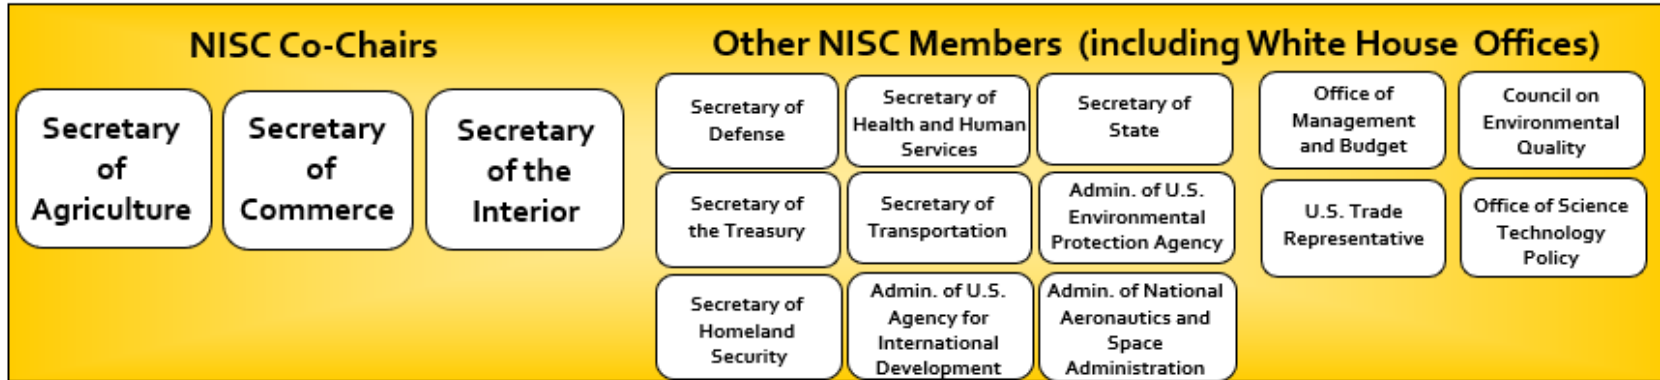 NISC Co-Chairs
Secretary
of
Agriculture
Secretary
of
Commerce
Secretary
of the
Interior
Other NISC Members (including White House Offices)
Secretary of
Defense
Secretary of
Health and Human
Services
Secretary of
State
Secretary of
the Treasury
Secretary of
Transportation
Admin. of U.S.
Environmental
Protection Agency
Secretary of
Homeland
Security
Admin. of U.S.
Agency for
International
Development
Admin. of National
Aeronautics and
Space
Administration
Office of
Management
and Budget
Council on
Environmental
Quality
U.S. Trade
Representative
Office of Science
Technology
Policy